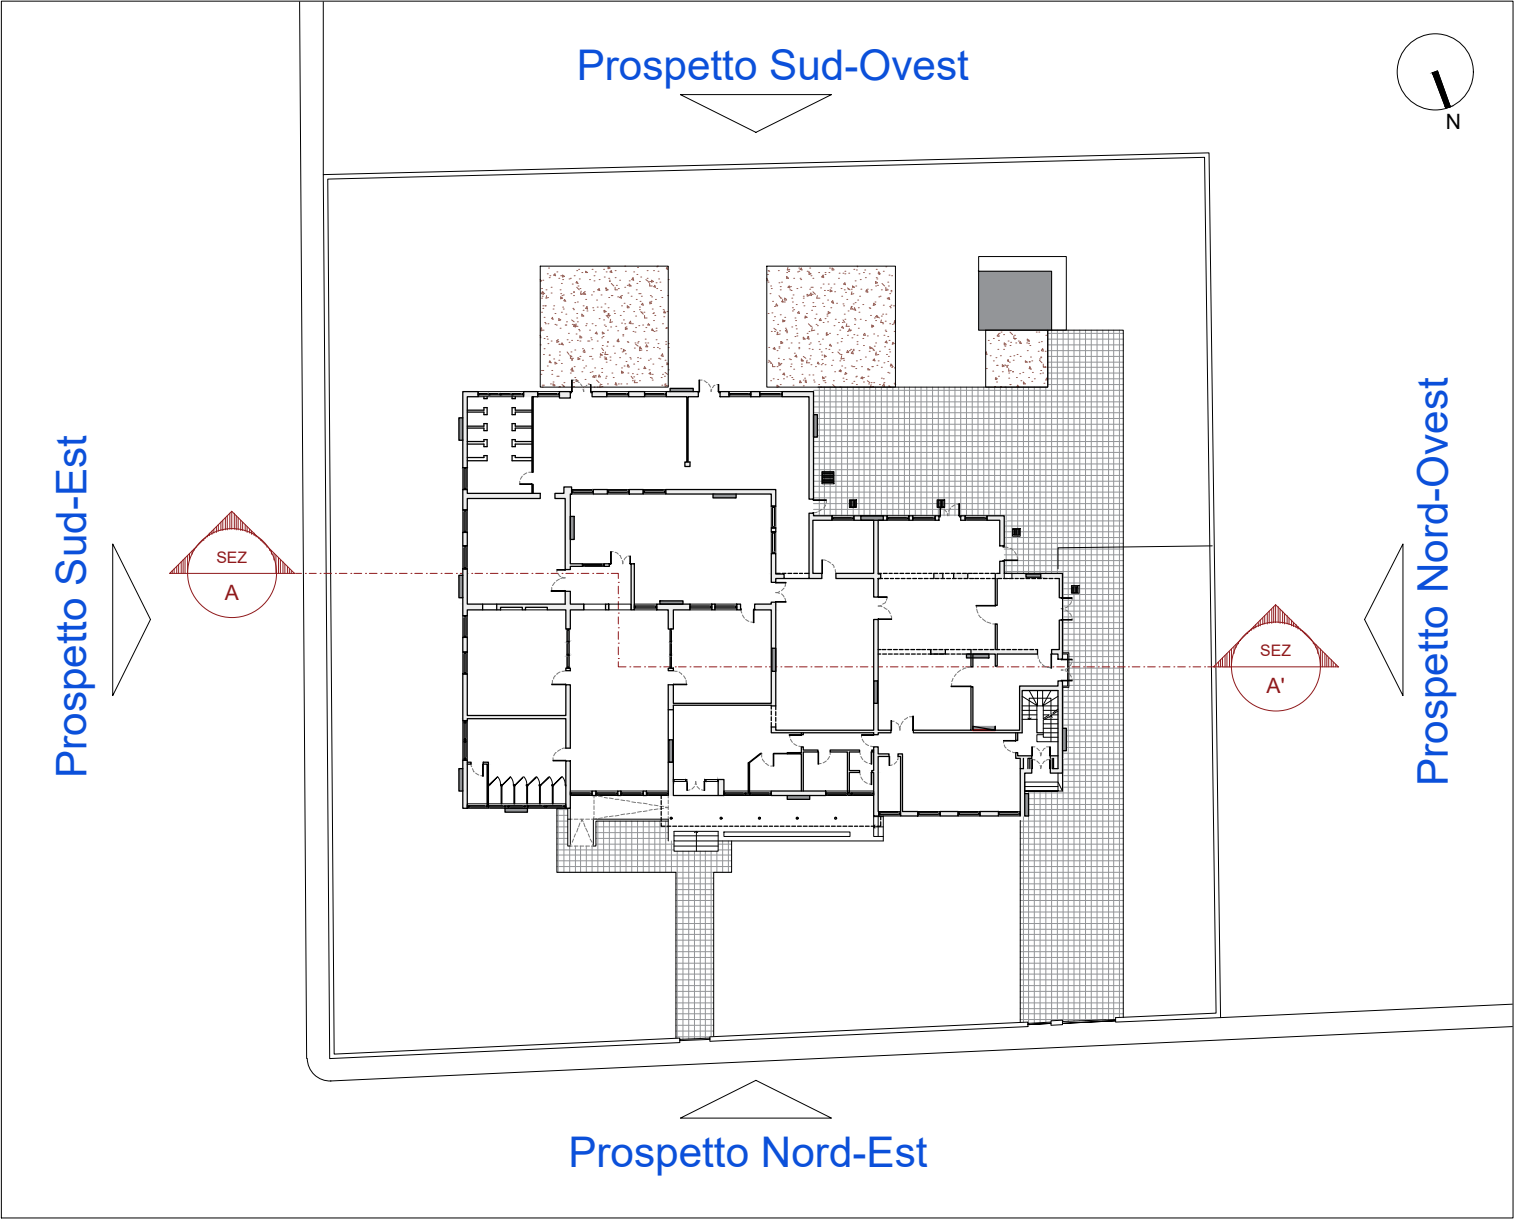 Prospetto Sud-Ovest
N
Prospetto Sud-Est
SEZ
A
Prospetto Nord-Ovest
SEZ
A'
Prospetto Nord-Est